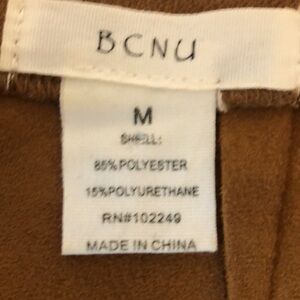 BCNU
M
SHELL:
85%POLYESTER
15%POLYURETHANE
RN#102249
MADE IN CHINA